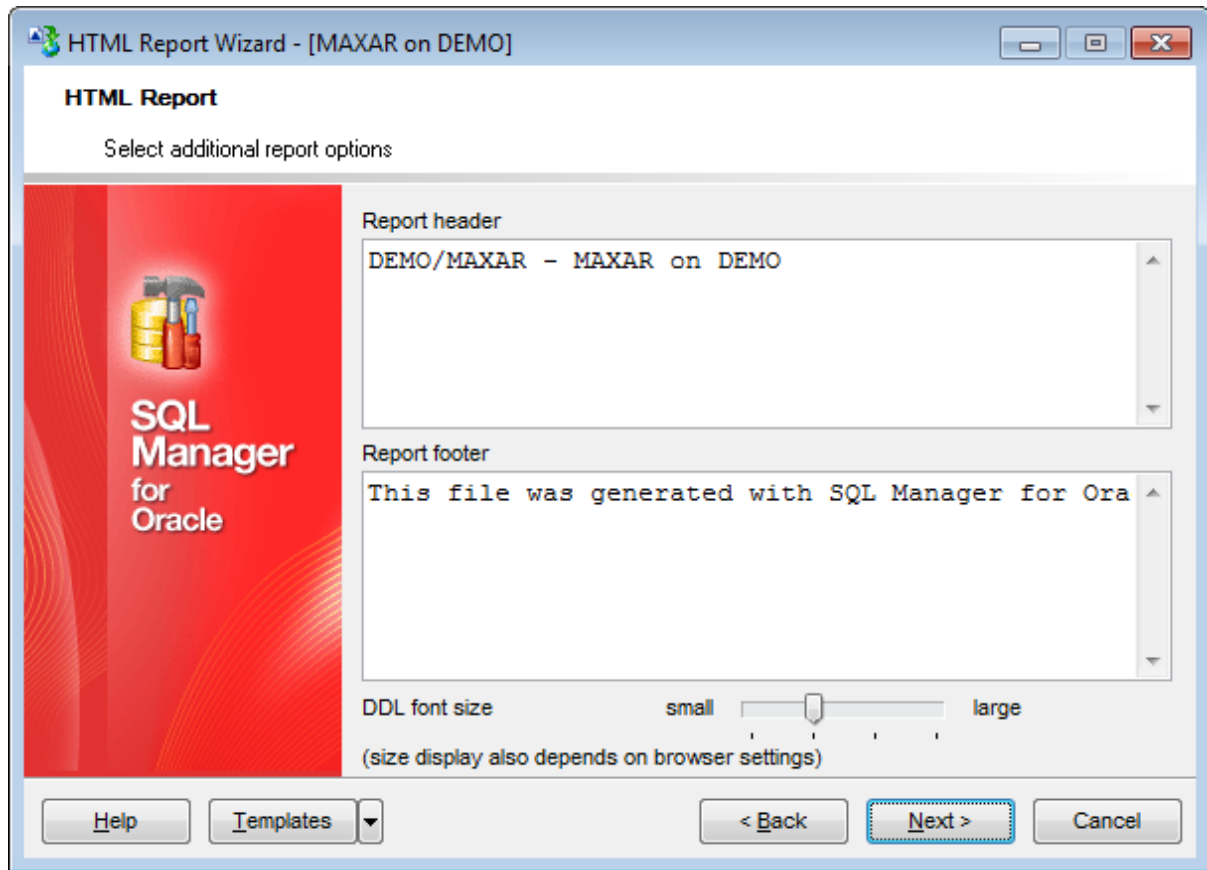 HTML Report Wizard - [MAXAR on DEMO]
HTML Report
Select additional report options
SQL
Manager
for
Oracle
Report header
DEMO/MAXAR - MAXAR on DEMO
Report footer
This file was generated with SQL Manager for Ora
DDL font size
small
large
(size display also depends on browser settings)
Help
Templates
< Back
Next >
Cancel